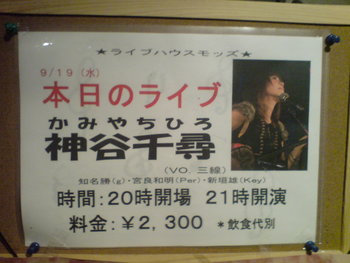 ★ライブハウスモッズ★
9/19（水）
本日のライブ
かみやちひろ
神谷千尋
（VO. 三線）
知名勝(g)・宮良和明(Per)・新垣雄(Key)
時間：20時開場　21時開演
料金：￥2,300　＊飲食代別